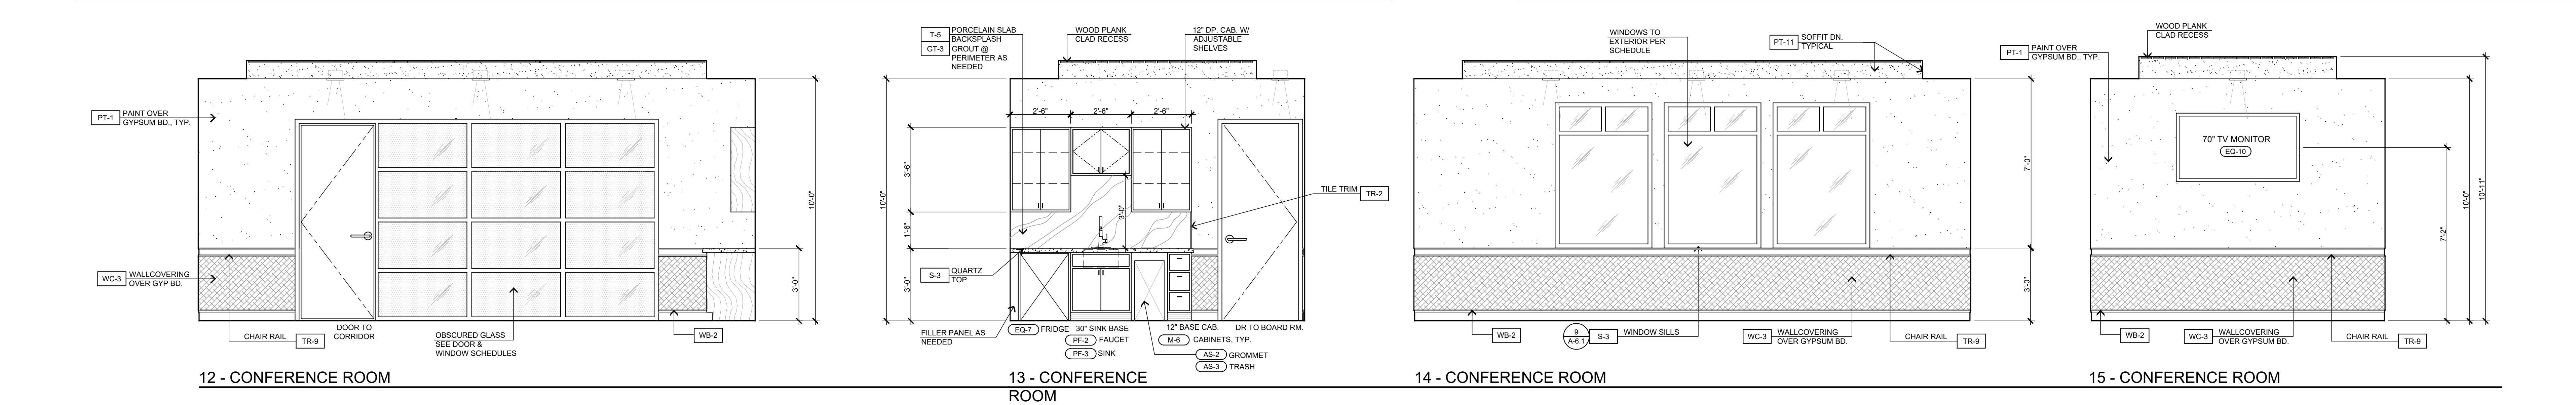 PT-1
PAINT OVER
GYPSUM BD., TYP.
WC-3
WALLCOVERING
OVER GYP BD.
CHAIR RAIL
TR-9
DOOR TO
CORRIDOR
OBSCURED GLASS
SEE DOOR &
WINDOW SCHEDULES
WB-2
10'-0"
3'-0"
12 - CONFERENCE ROOM
T-5
PORCELAIN SLAB
BACKSPLASH
GT-3
GROUT @
PERIMETER AS
NEEDED
WOOD PLANK
CLAD RECESS
12" DP. CAB. W/
ADJUSTABLE
SHELVES
2'-6"
2'-6"
2'-6"
10'-0"
3'-6"
1'-6"
3'-0"
3'-0"
TILE TRIM
TR-2
S-3
QUARTZ
TOP
FILLER PANEL AS
NEEDED
EQ-7
FRIDGE
30" SINK BASE
PF-2
FAUCET
PF-3
SINK
12" BASE CAB.
M-6
CABINETS, TYP.
DR TO BOARD RM.
AS-2
GROMMET
AS-3
TRASH
13 - CONFERENCE
ROOM
WINDOWS TO
EXTERIOR PER
SCHEDULE
PT-11
SOFFIT DN.
TYPICAL
7'-0"
3'-0"
WB-2
9
A-6.1
S-3
WINDOW SILLS
WC-3
WALLCOVERING
OVER GYPSUM BD.
CHAIR RAIL
TR-9
14 - CONFERENCE ROOM
WOOD PLANK
CLAD RECESS
PT-1
PAINT OVER
GYPSUM BD., TYP.
70" TV MONITOR
EQ-10
7'-2"
10'-0"
10'-11"
WB-2
WC-3
WALLCOVERING
OVER GYPSUM BD.
CHAIR RAIL
TR-9
15 - CONFERENCE ROOM